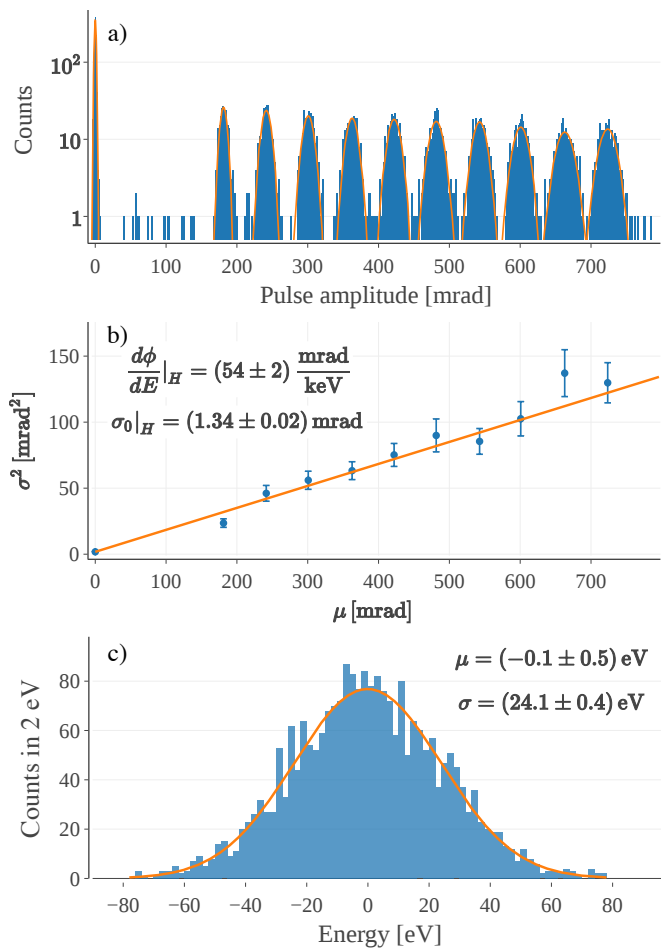 a)
Counts
10²
10
1
0 100 200 300 400 500 600 700
Pulse amplitude [mrad]
b)
dϕ/dE|_H = (54 ± 2) mrad/keV
σ₀|_H = (1.34 ± 0.02) mrad
σ² [mrad²]
150
100
50
0
0 100 200 300 400 500 600 700
μ [mrad]
c)
μ = (−0.1 ± 0.5) eV
σ = (24.1 ± 0.4) eV
Counts in 2 eV
80
60
40
20
0
−80 −60 −40 −20 0 20 40 60 80
Energy [eV]